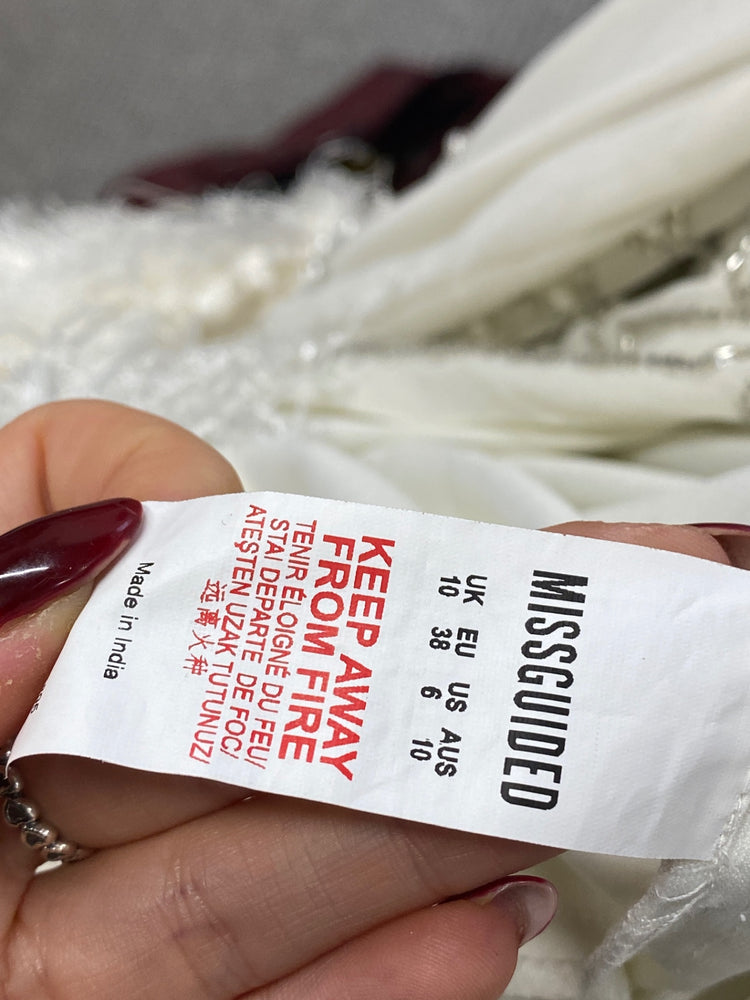 MISSGUIDED
UK EU US AUS
10 38 6 10
KEEP AWAY
FROM FIRE
TENIR ÉLOIGNÉ DU FEU/
STAI DEPARTE DE FOC/
ATEŞTEN UZAK TUTUNUZ/
远离火种
Made in India